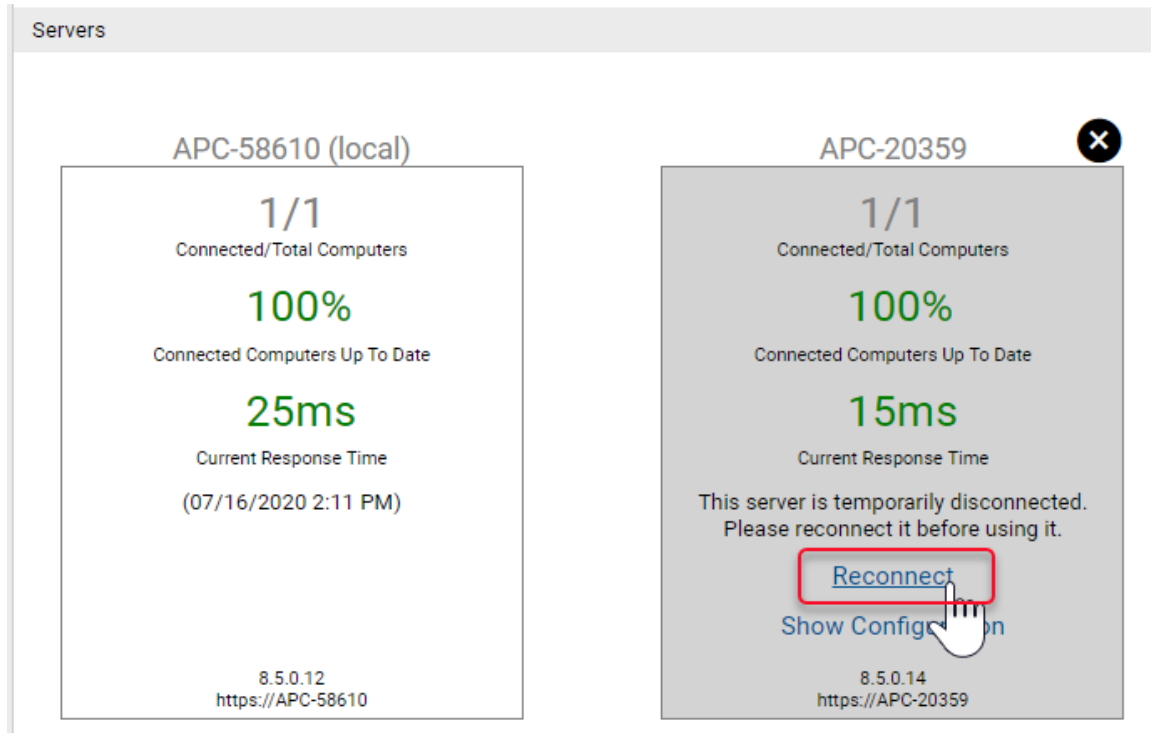 Servers
APC-58610 (local)
1/1
Connected/Total Computers
100%
Connected Computers Up To Date
25ms
Current Response Time
(07/16/2020 2:11 PM)
8.5.0.12
https://APC-58610
APC-20359
1/1
Connected/Total Computers
100%
Connected Computers Up To Date
15ms
Current Response Time
This server is temporarily disconnected.
Please reconnect it before using it.
Reconnect
Show Configuration
8.5.0.14
https://APC-20359